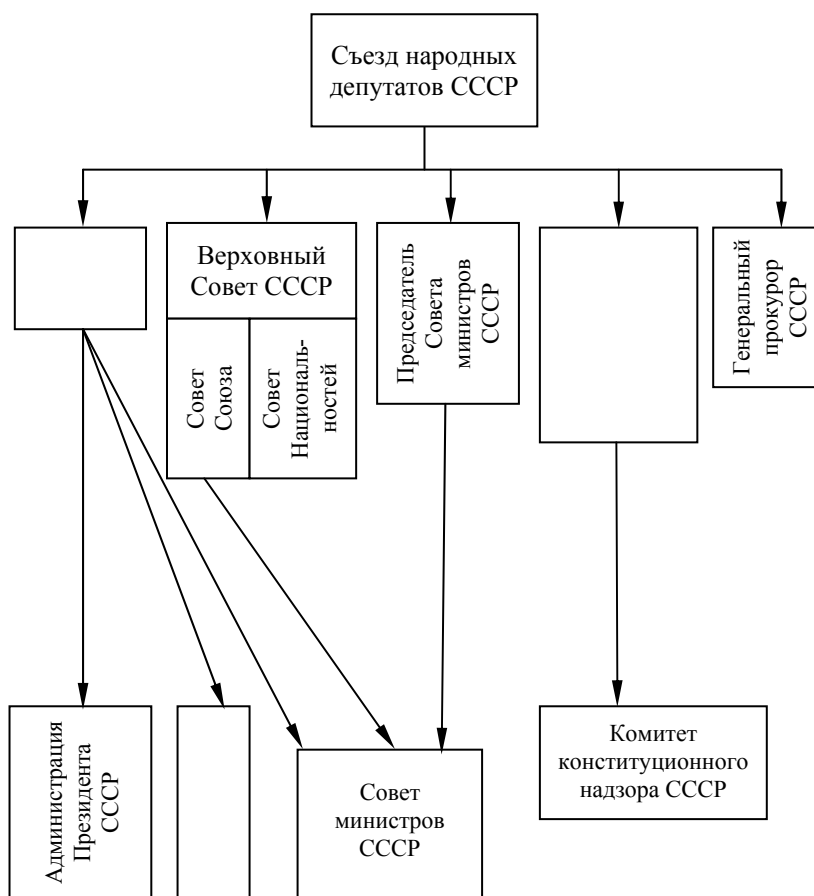 Съезд народных
депутатов СССР
Верховный
Совет СССР
Совет
Союза
Совет
Националь-
ностей
Председатель
Совета
министров
СССР
Генеральный
прокурор
СССР
Администрация
Президента
СССР
Совет
министров
СССР
Комитет
конституционного
надзора СССР